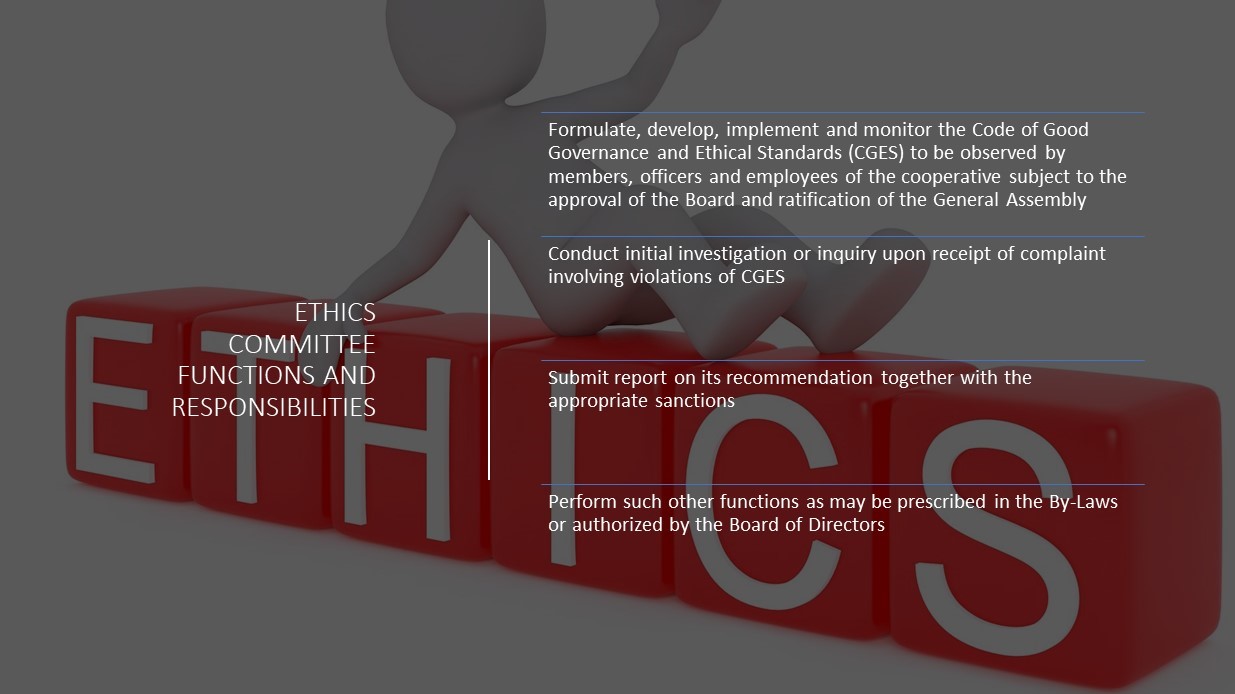 ETHICS
COMMITTEE
FUNCTIONS AND
RESPONSIBILITIES
Formulate, develop, implement and monitor the Code of Good
Governance and Ethical Standards (CGES) to be observed by
members, officers and employees of the cooperative subject to the
approval of the Board and ratification of the General Assembly
Conduct initial investigation or inquiry upon receipt of complaint
involving violations of CGES
Submit report on its recommendation together with the
appropriate sanctions
Perform such other functions as may be prescribed in the By-Laws
or authorized by the Board of Directors
ETHICS